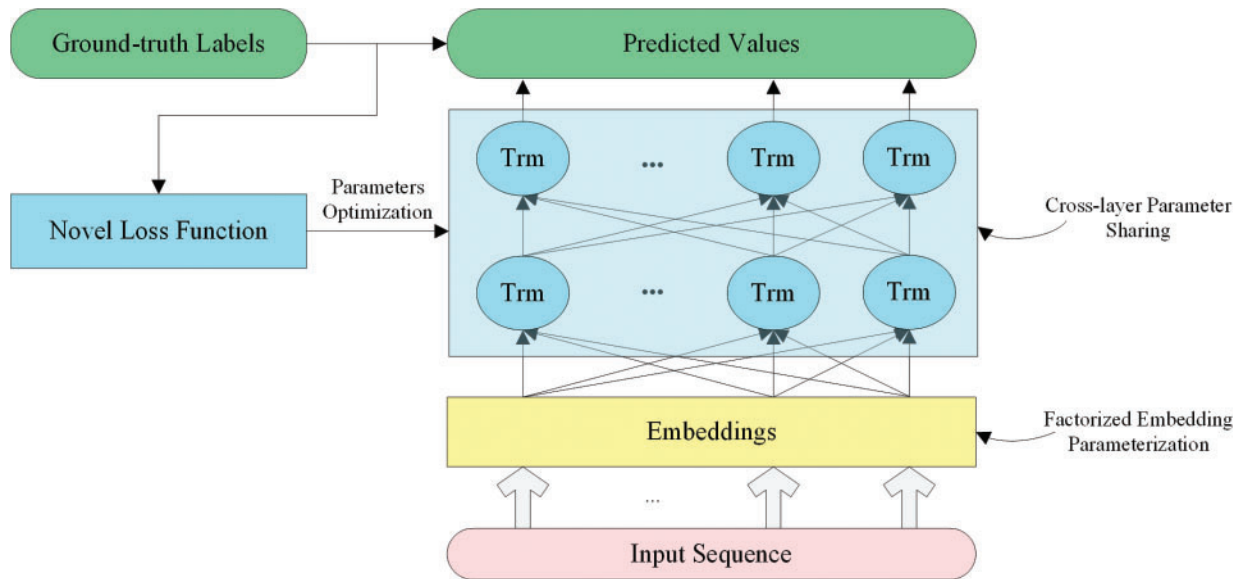 Ground-truth Labels
Predicted Values
Trm
...
Trm
Trm
Parameters
Optimization
Novel Loss Function
Cross-layer Parameter
Sharing
Trm
...
Trm
Trm
Embeddings
Factorized Embedding
Parameterization
...
Input Sequence